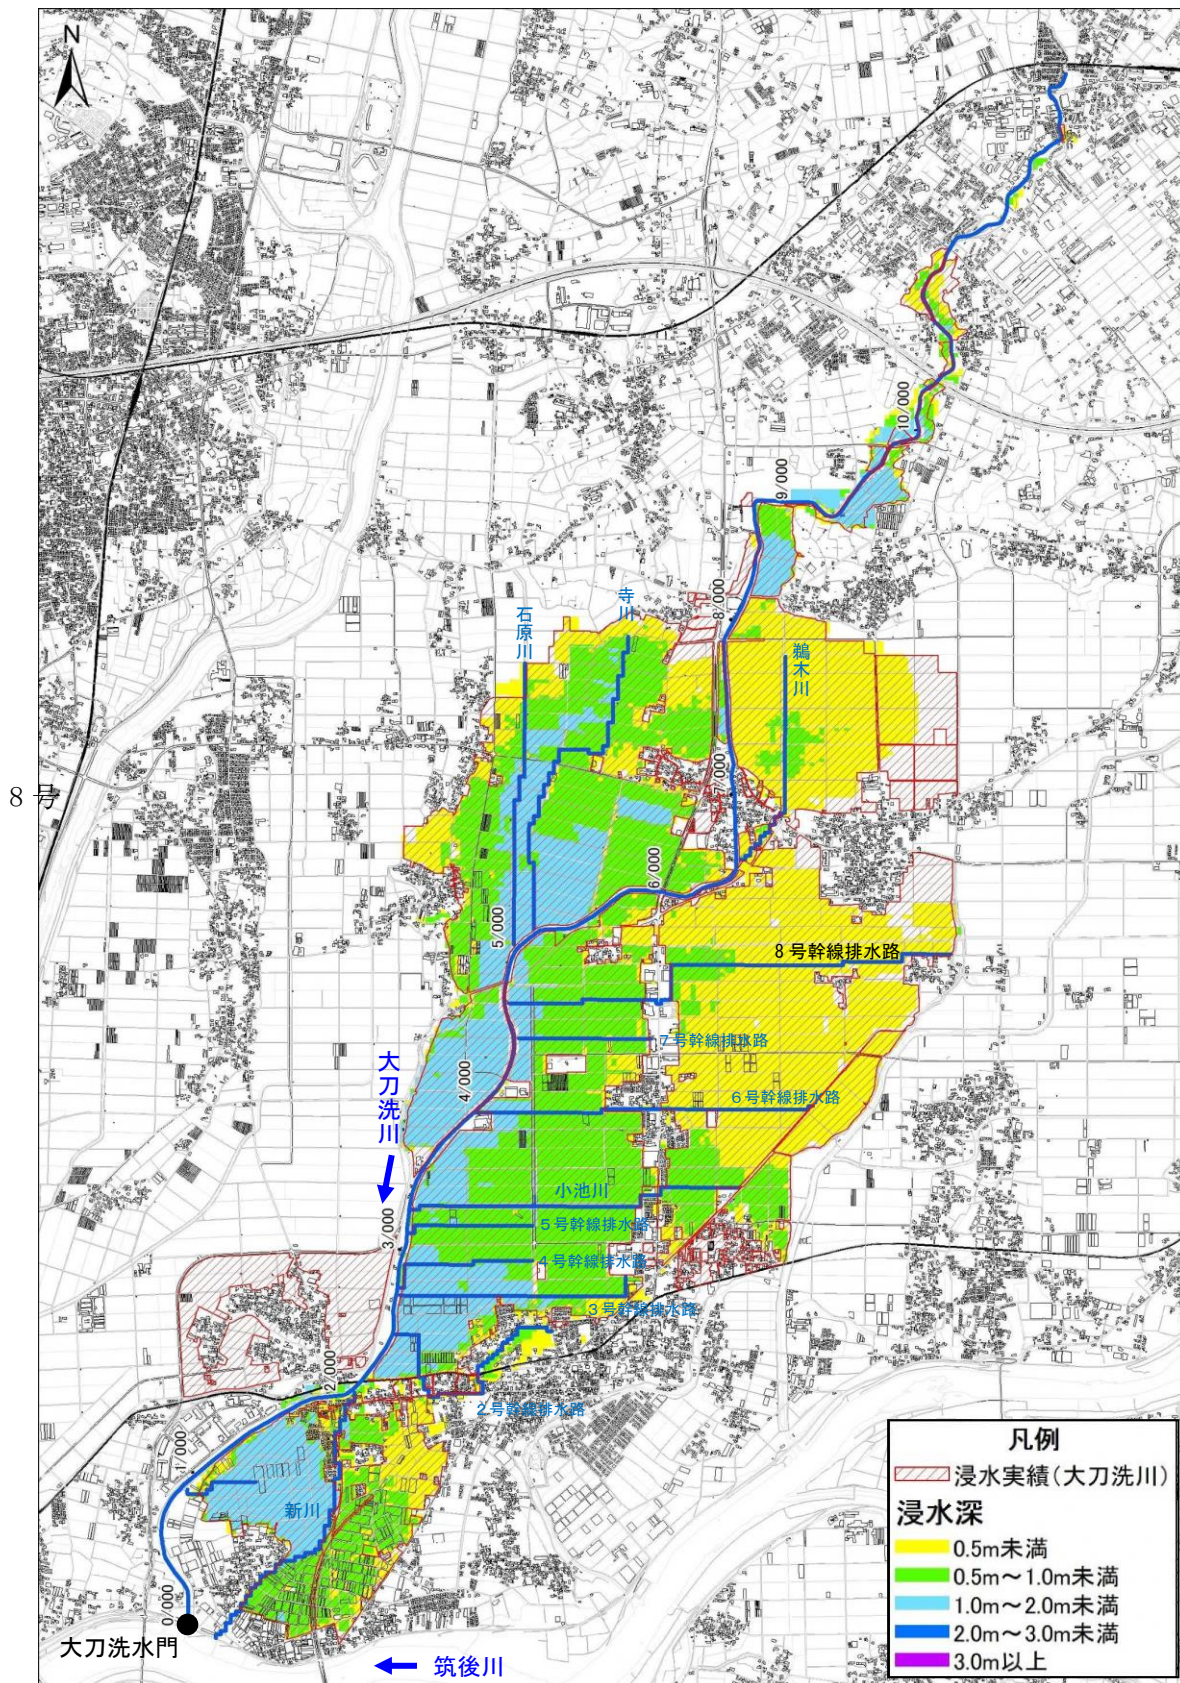 N
10/000
9/000
8/000
寺川
石原川
鵜木川
8号
7/000
6/000
5/000
8号幹線排水路
7号幹線排水路
大刀洗川
4/000
6号幹線排水路
小池川
3/000
5号幹線排水路
4号幹線排水路
3号幹線排水路
2/000
2号幹線排水路
1/000
新川
0/000
大刀洗水門
筑後川
凡例
浸水実績(大刀洗川)
浸水深
0.5m未満
0.5m～1.0m未満
1.0m～2.0m未満
2.0m～3.0m未満
3.0m以上